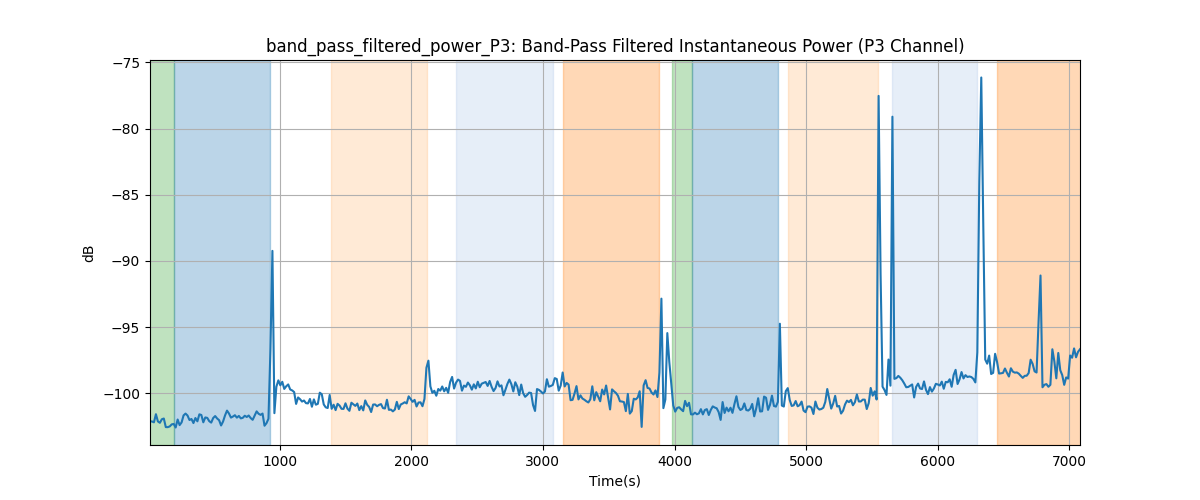 band_pass_filtered_power_P3: Band-Pass Filtered Instantaneous Power (P3 Channel)
−75
−80
−85
−90
−95
−100
dB
1000 2000 3000 4000 5000 6000 7000
Time(s)